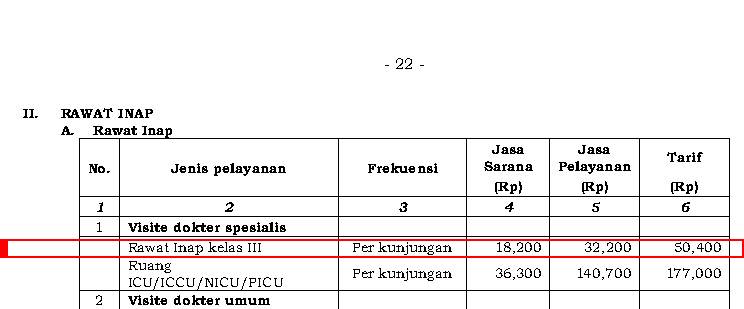 - 22 -
II. RAWAT INAP
A. Rawat Inap
No. Jenis pelayanan Frekuensi Jasa Sarana (Rp) Jasa Pelayanan (Rp) Tarif (Rp)
1 2 3 4 5 6
1 Visite dokter spesialis
Rawat Inap kelas III Per kunjungan 18,200 32,200 50,400
Ruang ICU/ICCU/NICU/PICU Per kunjungan 36,300 140,700 177,000
2 Visite dokter umum